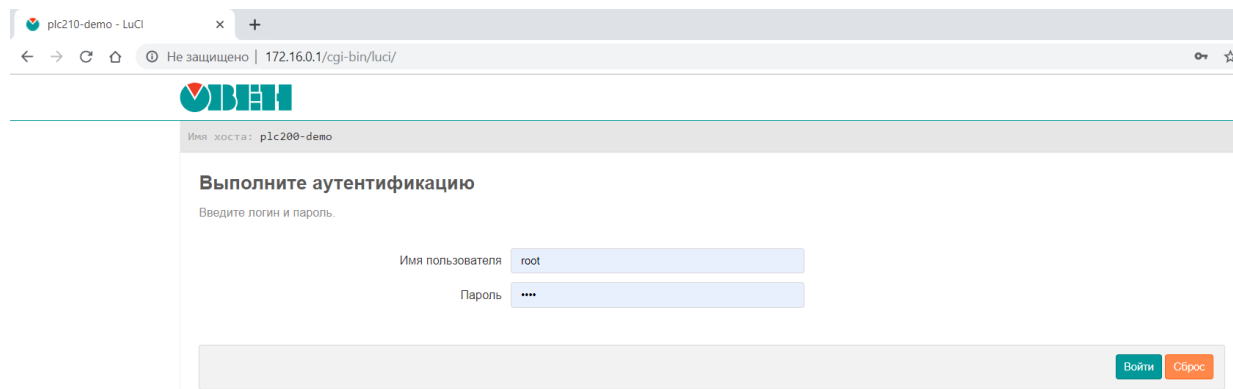 plc210-demo - LuCI
Не защищено | 172.16.0.1/cgi-bin/luci/
ОВЕН
Имя хоста: plc200-demo
Выполните аутентификацию
Введите логин и пароль.
Имя пользователя root
Пароль ••••
Войти Сброс